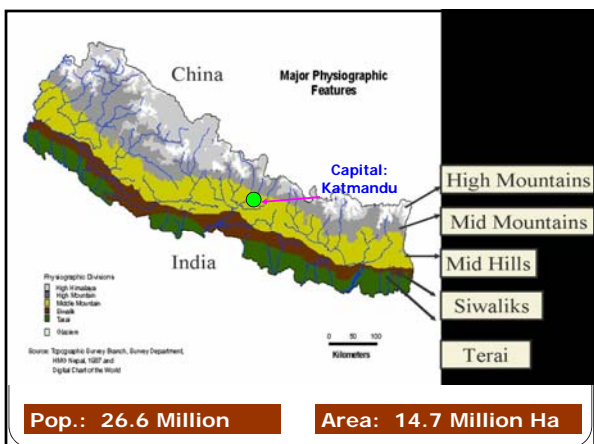 China
Major Physiographic
Features
Capital:
Katmandu
High Mountains
Mid Mountains
Mid Hills
Siwaliks
Terai
India
Physiographic Divisions
High Himalaya
High Mountain
Middle Mountain
Siwalik
Terai
Glaciers
0 50 100
Kilometers
Source: Topographic Survey Branch, Survey Department,
HMG Nepal, 1987 and
Digital Chart of the World
Pop.: 26.6 Million
Area: 14.7 Million Ha